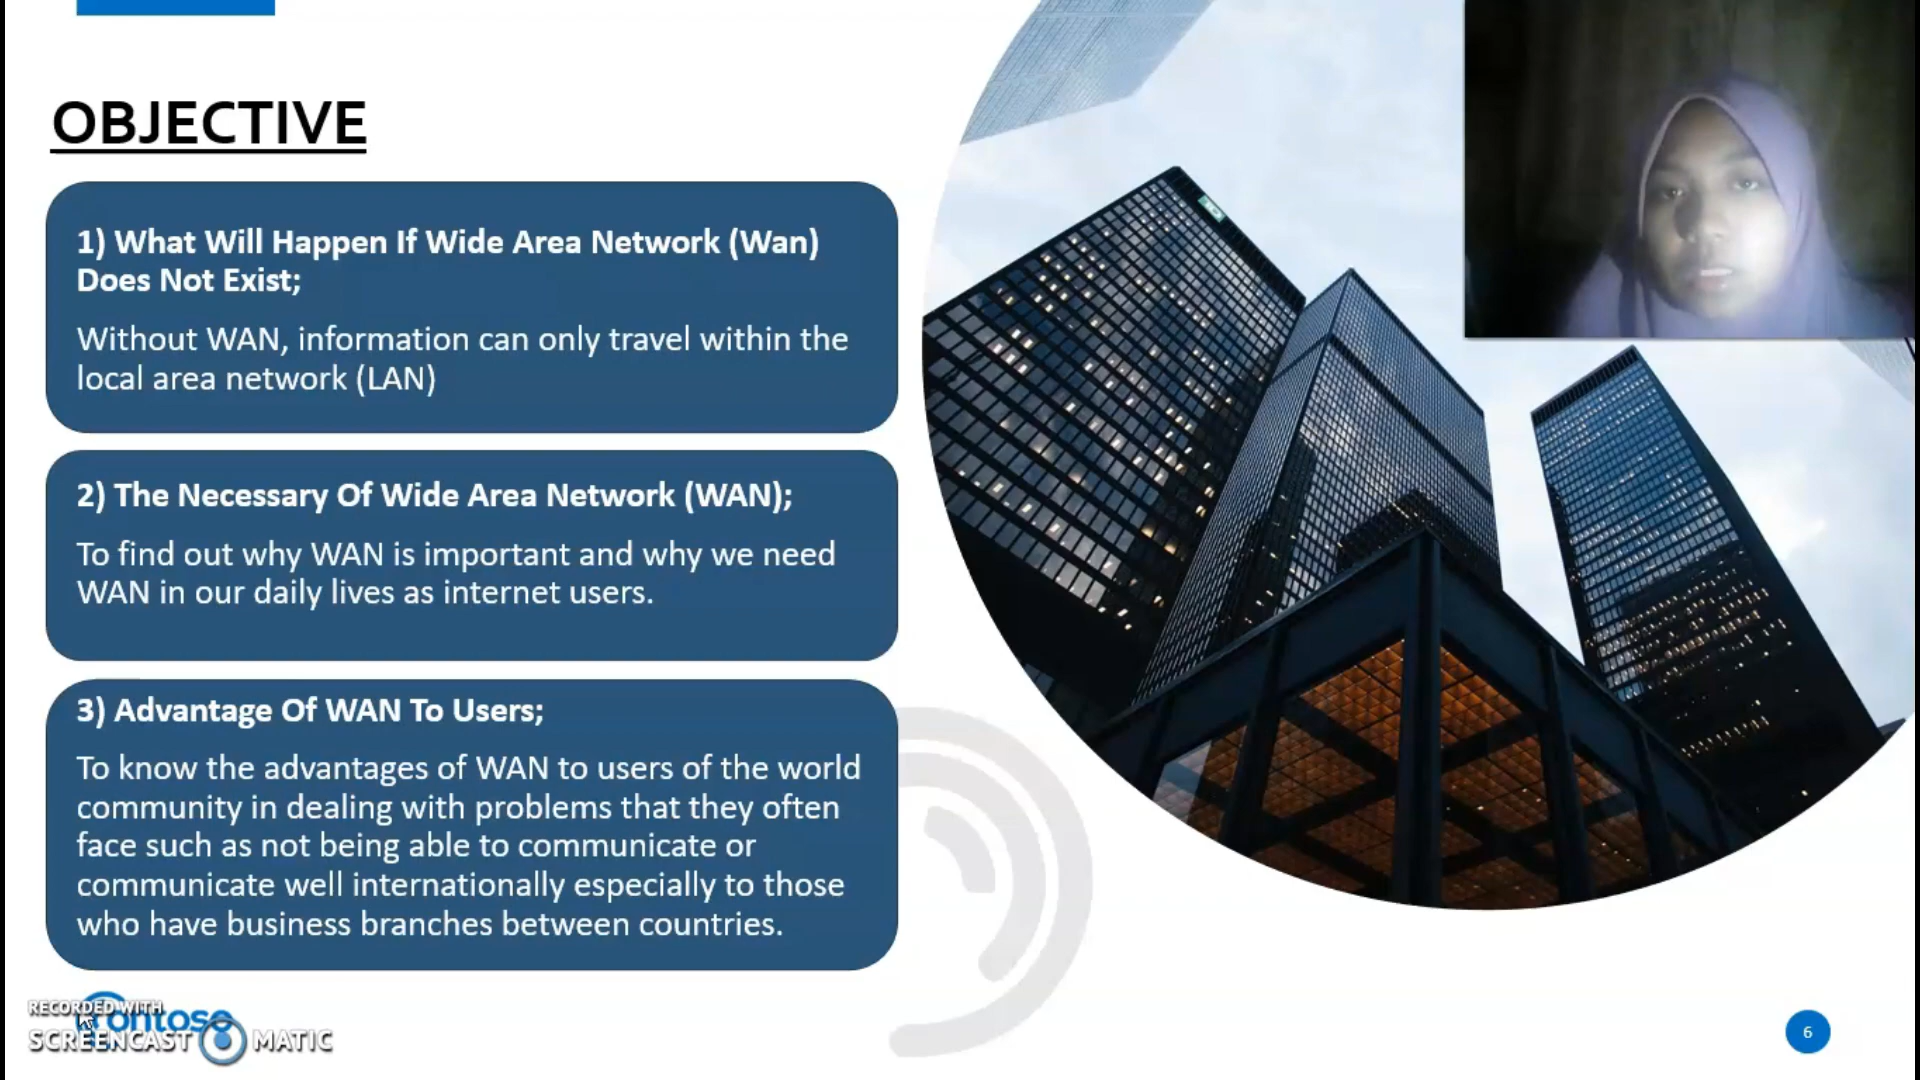 OBJECTIVE
1) What Will Happen If Wide Area Network (Wan)
Does Not Exist;
Without WAN, information can only travel within the
local area network (LAN)
2) The Necessary Of Wide Area Network (WAN);
To find out why WAN is important and why we need
WAN in our daily lives as internet users.
3) Advantage Of WAN To Users;
To know the advantages of WAN to users of the world
community in dealing with problems that they often
face such as not being able to communicate or
communicate well internationally especially to those
who have business branches between countries.
RECORDED WITH
Contoso
SCREENCAST MATIC
6